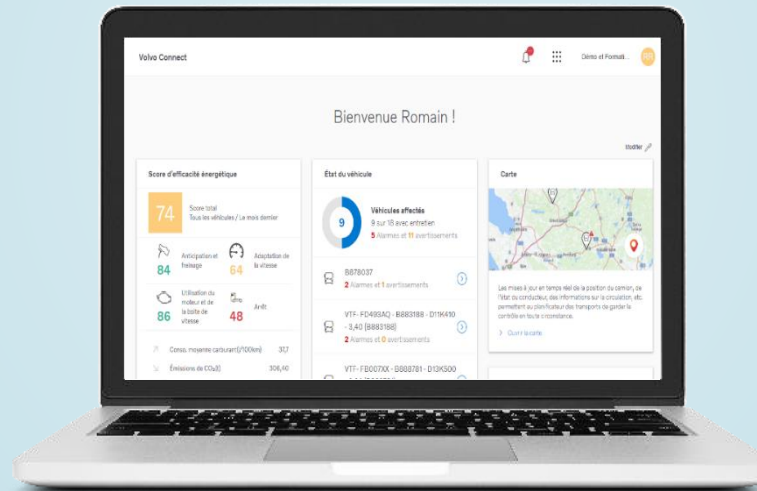 Volvo Connect
Démo et Formati...
Bienvenue Romain !
Modifier
Score d'efficacité énergétique
74
Score total
Tous les véhicules / Le mois dernier
84
Anticipation et
freinage
64
Adaptation de
la vitesse
86
Utilisation du
moteur et de
la boîte de
vitesse
48
Arrêt
Conso. moyenne carburant(l/100km) 31,7
Émissions de CO₂(t) 306,40
État du véhicule
9
Véhicules affectés
9 sur 18 avec entretien
5 Alarmes et 11 avertissements
B878037
2 Alarmes et 1 avertissements
VTF- FD493AQ - B883188 - D11K410
- 3,40 (B883188)
2 Alarmes et 0 avertissements
VTF- FB007XX - B888781 - D13K500
Carte
Les mises à jour en temps réel de la position du camion, de
l'état du conducteur, des informations sur la circulation, etc.
permettent au planificateur des transports de garder le
contrôle en toute circonstance.
Ouvrir la carte